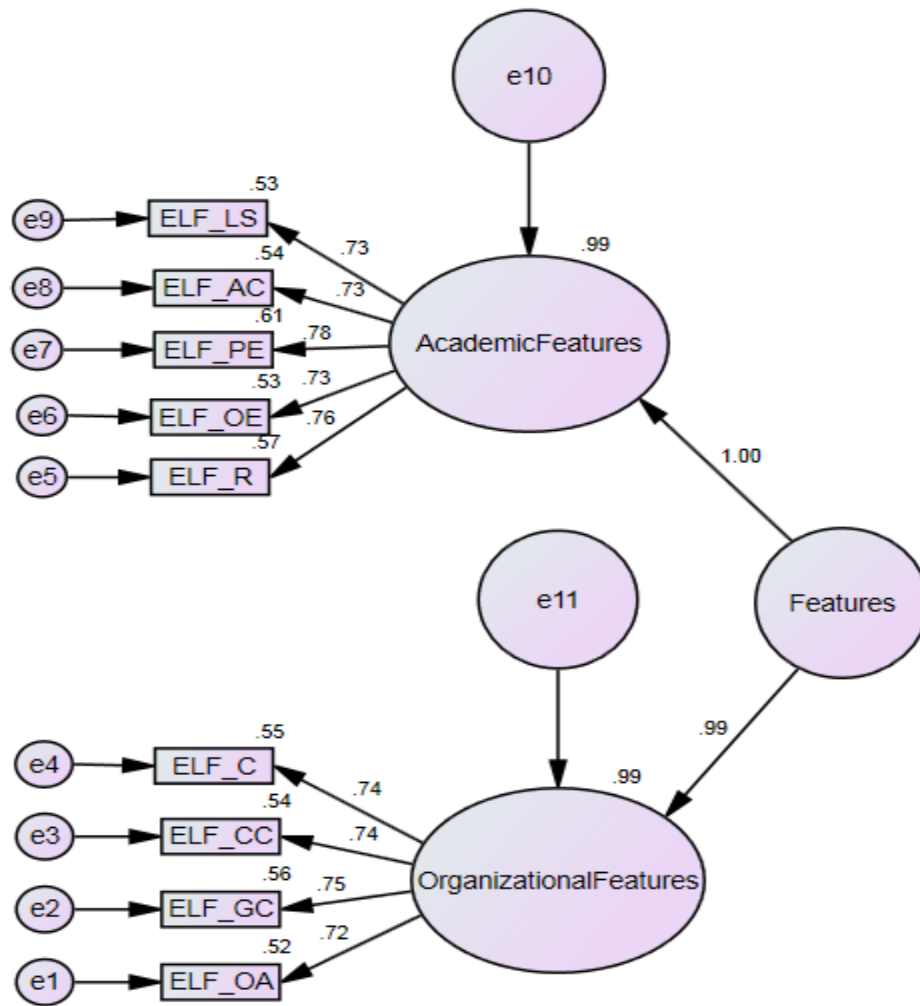 e10
.53
e9
ELF_LS
.73
.99
.54
e8
ELF_AC
.73
.61
e7
ELF_PE
.78
AcademicFeatures
.53
.73
e6
ELF_OE
.76
.57
e5
ELF_R
1.00
e11
Features
.55
.99
e4
ELF_C
.74
.99
.54
e3
ELF_CC
.74
.56
.75
OrganizationalFeatures
e2
ELF_GC
.72
.52
e1
ELF_OA